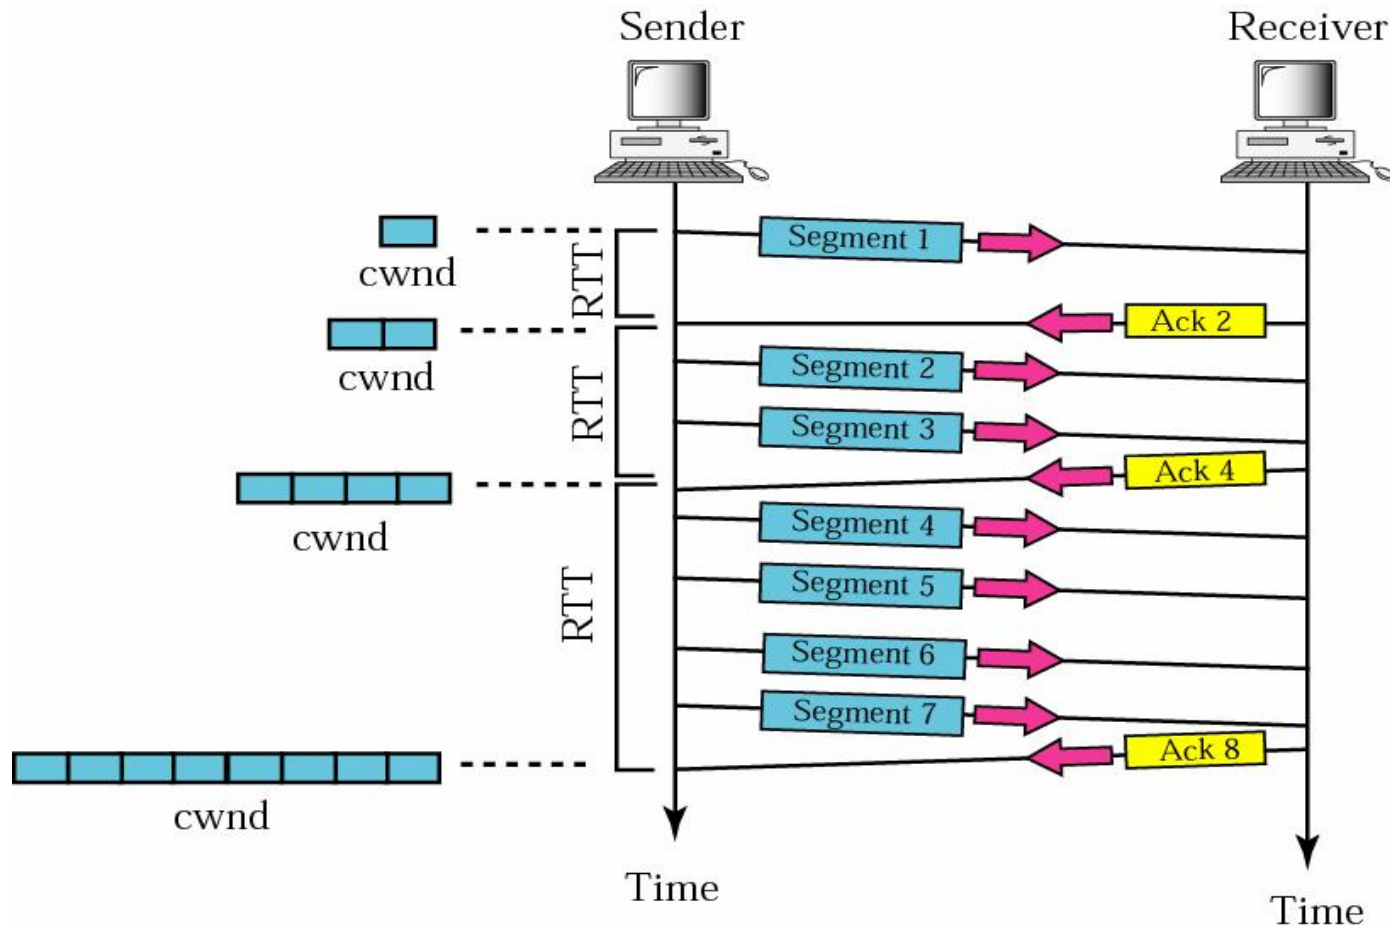 Sender
Receiver
Segment 1
cwnd
RTT
Ack 2
cwnd
Segment 2
RTT
Segment 3
Ack 4
cwnd
Segment 4
Segment 5
RTT
Segment 6
Segment 7
Ack 8
cwnd
Time
Time